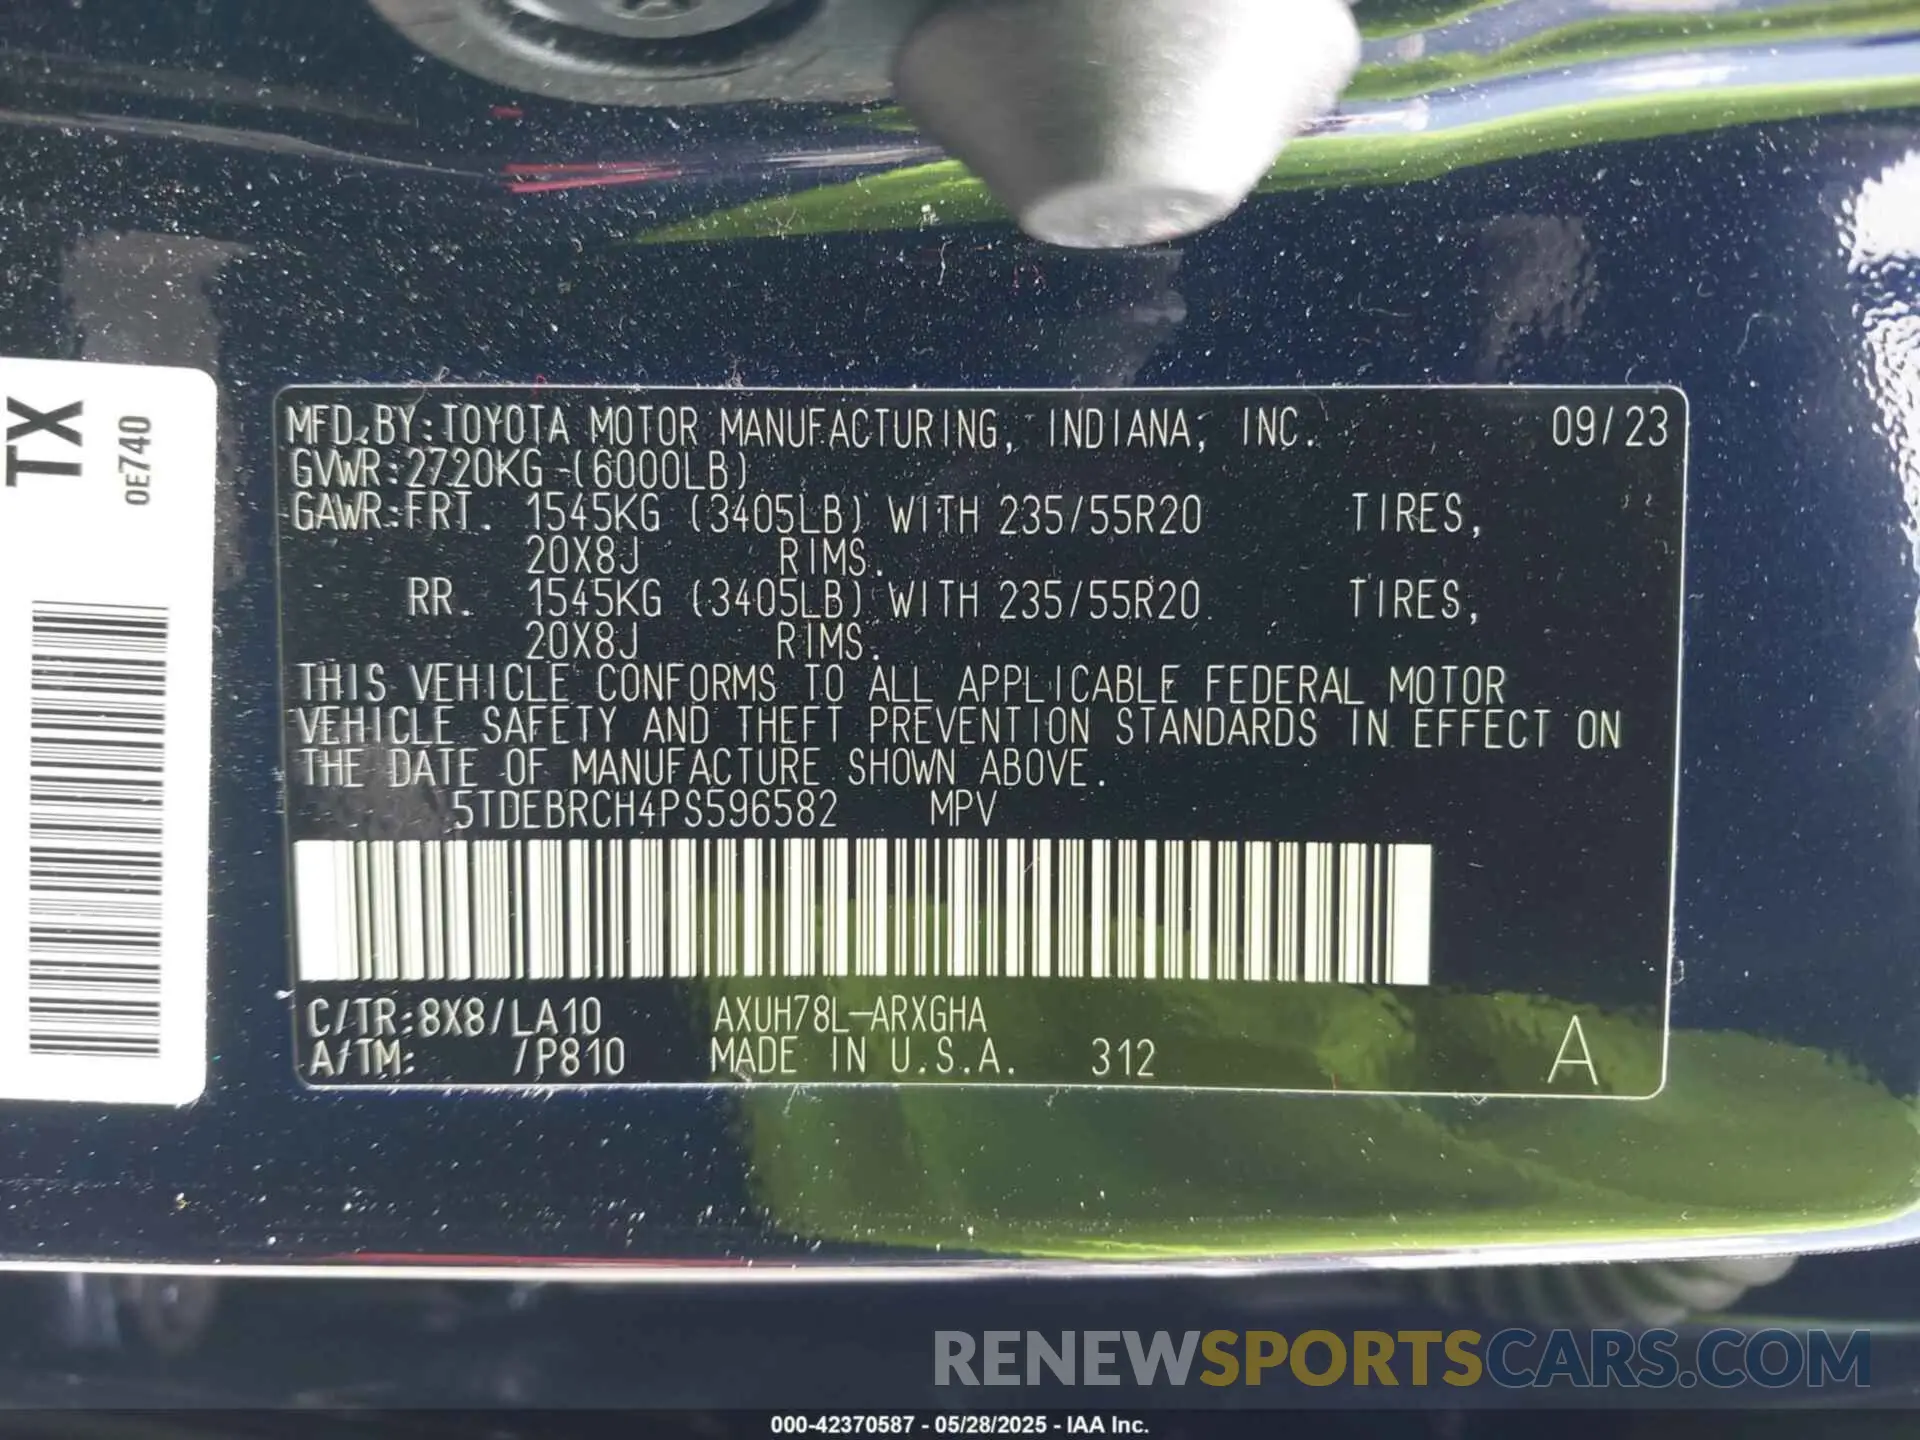 TX
0E740
MFD.BY:TOYOTA MOTOR MANUFACTURING, INDIANA, INC. 09/23
GVWR:2720KG (6000LB)
GAWR:FRT. 1545KG (3405LB) WITH 235/55R20 TIRES,
20X8J RIMS.
RR. 1545KG (3405LB) WITH 235/55R20 TIRES,
20X8J RIMS.
THIS VEHICLE CONFORMS TO ALL APPLICABLE FEDERAL MOTOR
VEHICLE SAFETY AND THEFT PREVENTION STANDARDS IN EFFECT ON
THE DATE OF MANUFACTURE SHOWN ABOVE.
5TDEBRCH4PS596582 MPV
C/TR:8X8/LA10 AXUH78L-ARXGHA
A/TM: /P810 MADE IN U.S.A. 312 A
RENEWSPORTSCARS.COM
000-42370587 - 05/28/2025 - IAA Inc.